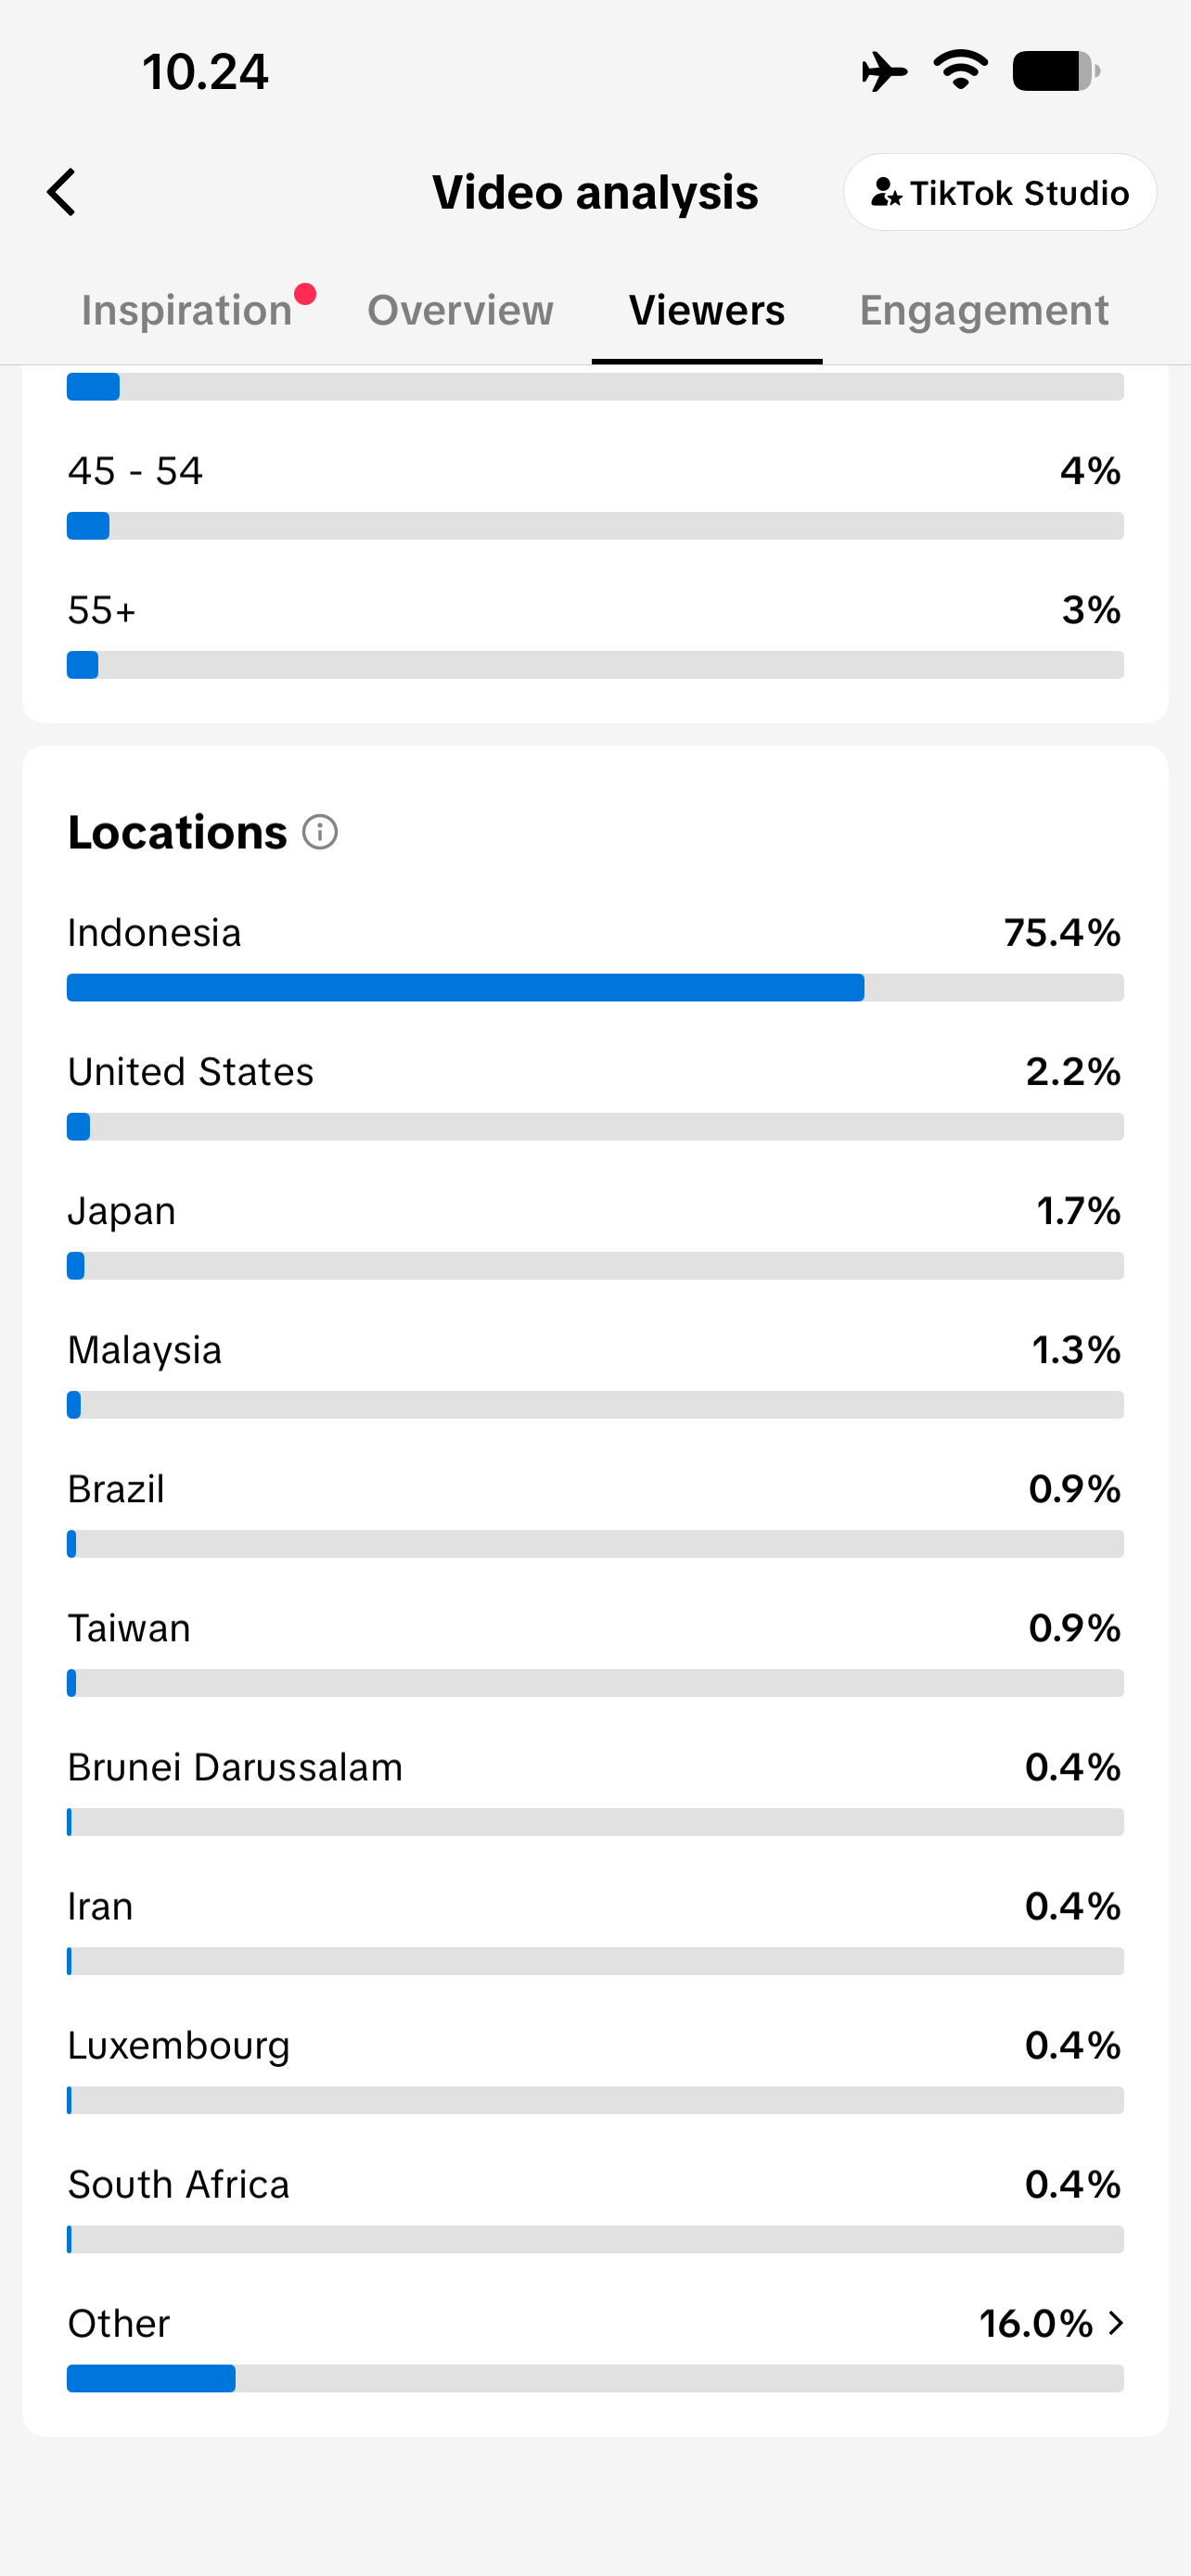 10.24
Video analysis
TikTok Studio
Inspiration Overview Viewers Engagement
45 - 54 4%
55+ 3%
Locations
Indonesia 75.4%
United States 2.2%
Japan 1.7%
Malaysia 1.3%
Brazil 0.9%
Taiwan 0.9%
Brunei Darussalam 0.4%
Iran 0.4%
Luxembourg 0.4%
South Africa 0.4%
Other 16.0%